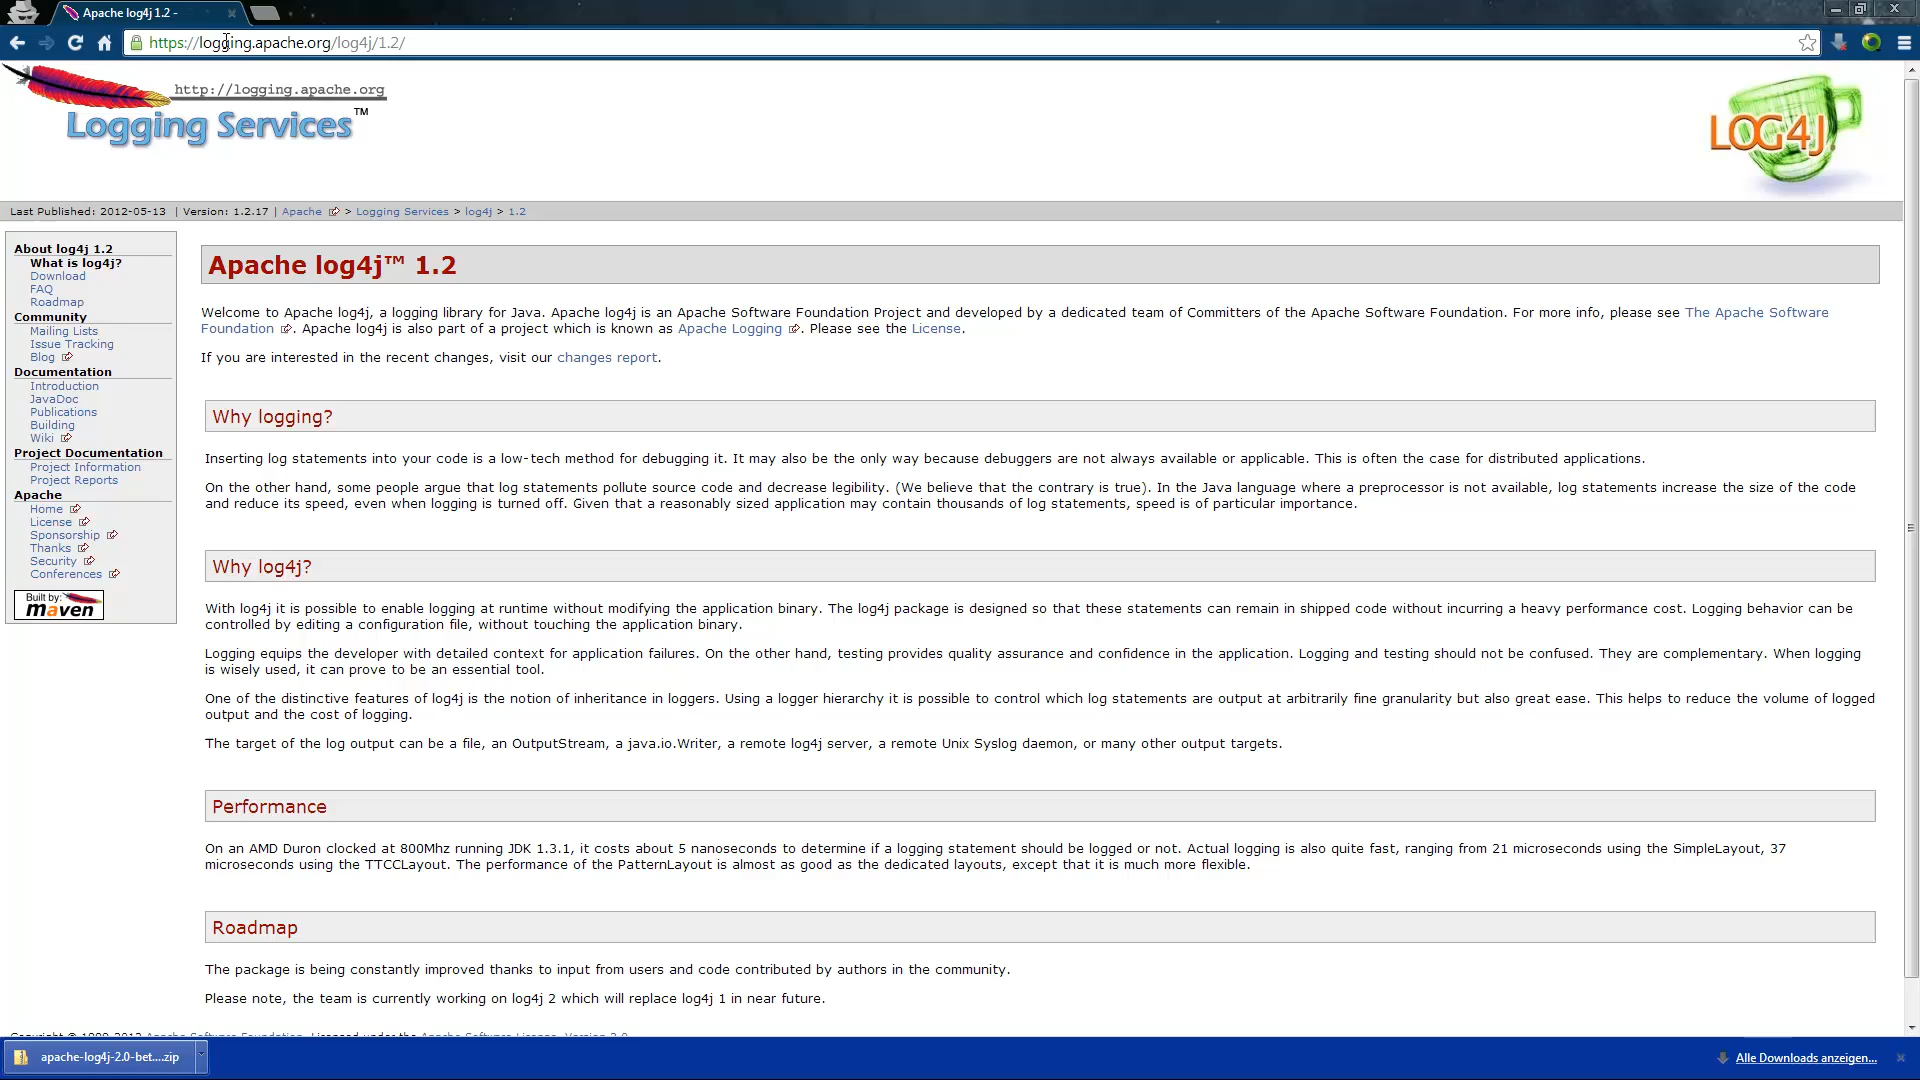 Apache log4j 1.2 -
https://logging.apache.org/log4j/1.2/
http://logging.apache.org
Logging Services™
LOG4J
Last Published: 2012-05-13 | Version: 1.2.17 | Apache > Logging Services > log4j > 1.2
About log4j 1.2
What is log4j?
Download
FAQ
Roadmap
Community
Mailing Lists
Issue Tracking
Blog
Documentation
Introduction
JavaDoc
Publications
Building
Wiki
Project Documentation
Project Information
Project Reports
Apache
Home
License
Sponsorship
Thanks
Security
Conferences
Built by:
maven
Apache log4j™ 1.2
Welcome to Apache log4j, a logging library for Java. Apache log4j is an Apache Software Foundation Project and developed by a dedicated team of Committers of the Apache Software Foundation. For more info, please see The Apache Software
Foundation . Apache log4j is also part of a project which is known as Apache Logging . Please see the License.
If you are interested in the recent changes, visit our changes report.
Why logging?
Inserting log statements into your code is a low-tech method for debugging it. It may also be the only way because debuggers are not always available or applicable. This is often the case for distributed applications.
On the other hand, some people argue that log statements pollute source code and decrease legibility. (We believe that the contrary is true). In the Java language where a preprocessor is not available, log statements increase the size of the code
and reduce its speed, even when logging is turned off. Given that a reasonably sized application may contain thousands of log statements, speed is of particular importance.
Why log4j?
With log4j it is possible to enable logging at runtime without modifying the application binary. The log4j package is designed so that these statements can remain in shipped code without incurring a heavy performance cost. Logging behavior can be
controlled by editing a configuration file, without touching the application binary.
Logging equips the developer with detailed context for application failures. On the other hand, testing provides quality assurance and confidence in the application. Logging and testing should not be confused. They are complementary. When logging
is wisely used, it can prove to be an essential tool.
One of the distinctive features of log4j is the notion of inheritance in loggers. Using a logger hierarchy it is possible to control which log statements are output at arbitrarily fine granularity but also great ease. This helps to reduce the volume of logged
output and the cost of logging.
The target of the log output can be a file, an OutputStream, a java.io.Writer, a remote log4j server, a remote Unix Syslog daemon, or many other output targets.
Performance
On an AMD Duron clocked at 800Mhz running JDK 1.3.1, it costs about 5 nanoseconds to determine if a logging statement should be logged or not. Actual logging is also quite fast, ranging from 21 microseconds using the SimpleLayout, 37
microseconds using the TTCCLayout. The performance of the PatternLayout is almost as good as the dedicated layouts, except that it is much more flexible.
Roadmap
The package is being constantly improved thanks to input from users and code contributed by authors in the community.
Please note, the team is currently working on log4j 2 which will replace log4j 1 in near future.
apache-log4j-2.0-bet....zip
Alle Downloads anzeigen...